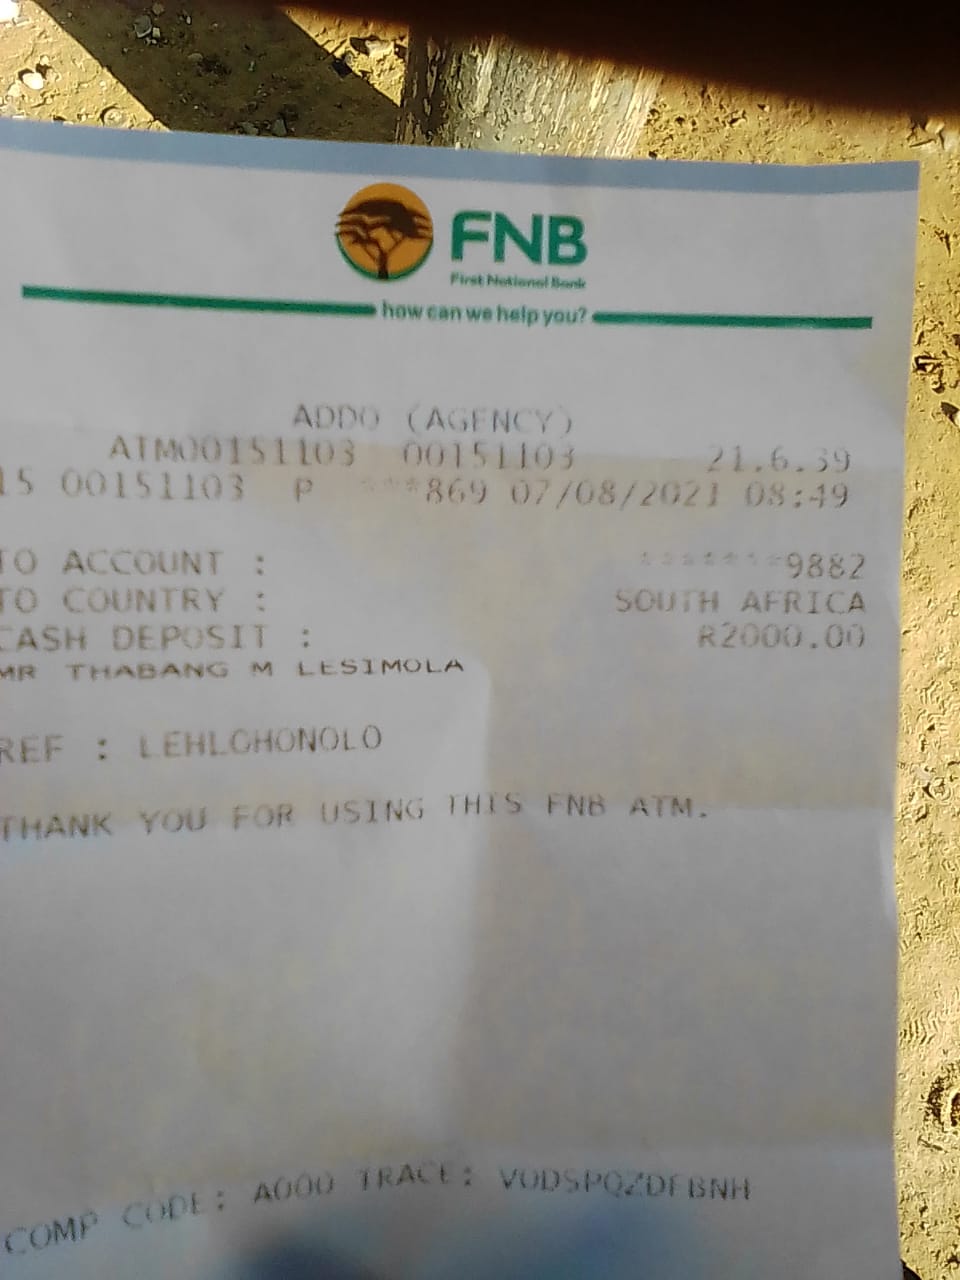 FNB
First National Bank
how can we help you?
ADDO (AGENCY)
ATM00151103 00151103 21.6.39
15 00151103 P ***869 07/08/2021 08:49
TO ACCOUNT : *******9882
TO COUNTRY : SOUTH AFRICA
CASH DEPOSIT : R2000.00
MR THABANG M LESIMOLA
REF : LEHLOHONOLO
THANK YOU FOR USING THIS FNB ATM.
COMP CODE: A000 TRACE: VODSPQZDFBNH